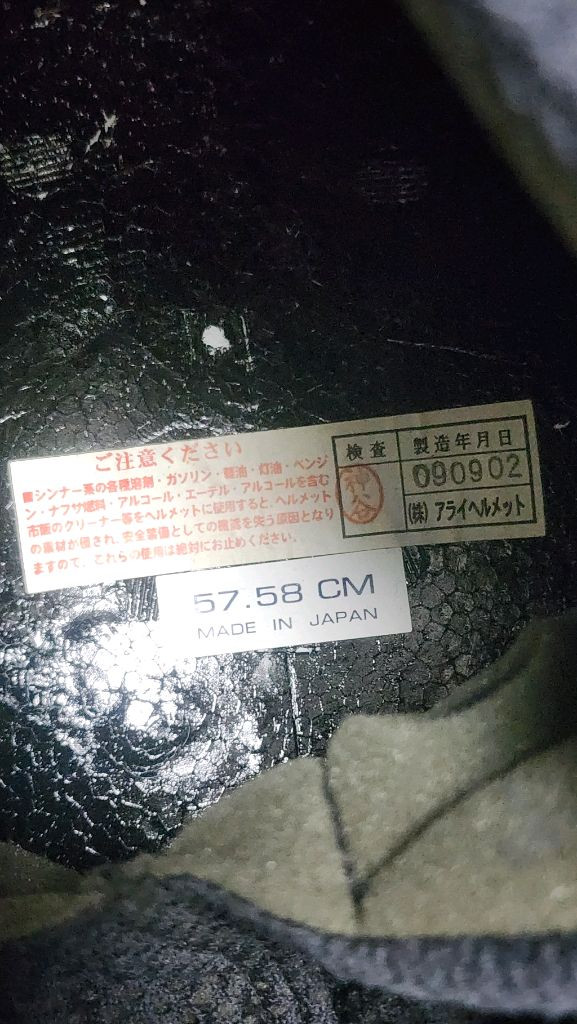 ご注意ください
■シンナー系の各種溶剤・ガソリン・軽油・灯油・ベンジ
ン・ナフサ燃料・アルコール・エーテル・アルコールを含む
市販のクリーナー等をヘルメットに使用すると、ヘルメット
の素材が侵され、安全装備としての機能を失う原因となり
ますので、これらの使用は絶対にお止めください。
検査
製造年月日
090902
(株) アライヘルメット
57.58 CM
MADE IN JAPAN